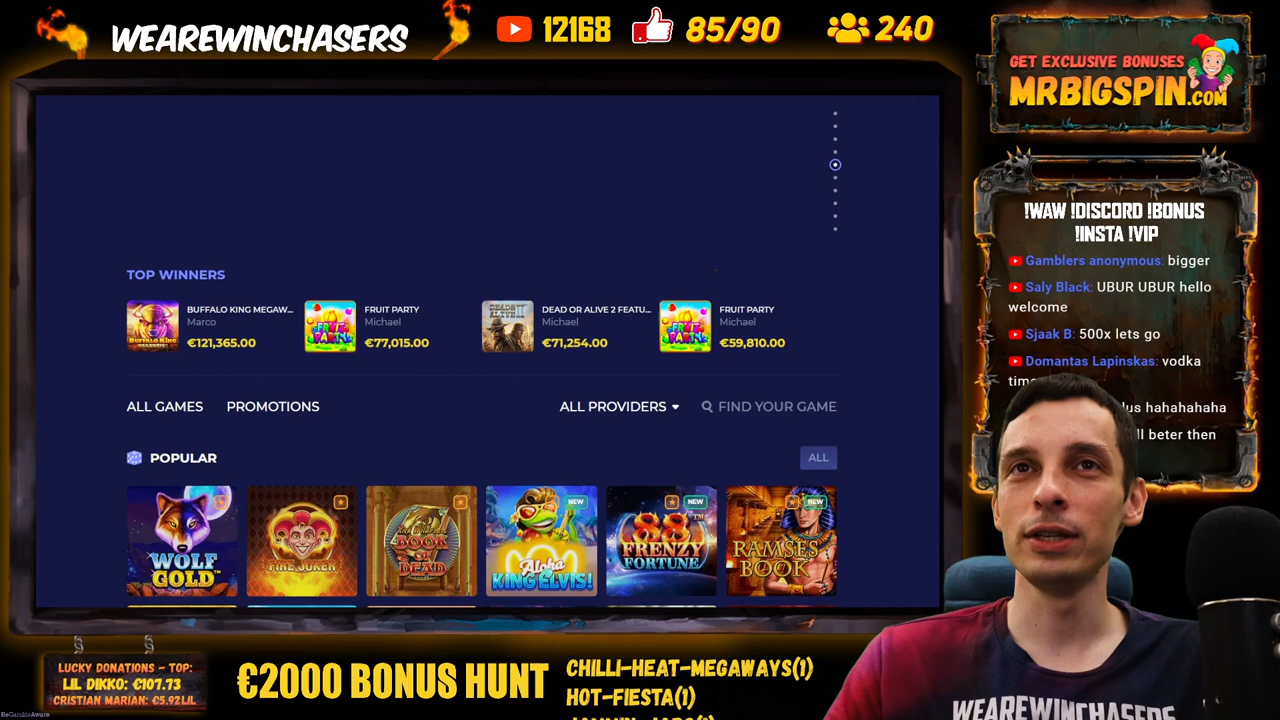 WEAREWINCHASERS
12168
85/90
240
GET EXCLUSIVE BONUSES
MRBIGSPIN.COM
TOP WINNERS
BUFFALO KING MEGAW...
Marco
€121,365.00
FRUIT PARTY
Michael
€77,015.00
DEAD OR ALIVE 2 FEATU...
Michael
€71,254.00
FRUIT PARTY
Michael
€59,810.00
ALL GAMES
PROMOTIONS
ALL PROVIDERS
FIND YOUR GAME
POPULAR
ALL
WOLF
GOLD
FIRE JOKER
BOOK
OF
DEAD
NEW
Aloha
KING ELVIS!
NEW
88
FRENZY
FORTUNE
NEW
RAMSES
BOOK
!WAW !DISCORD !BONUS
!INSTA !VIP
Gamblers anonymous: bigger
Saly Black: UBUR UBUR hello
welcome
Sjaak B: 500x lets go
Domantas Lapinskas: vodka
hahahahaha
beter then
LUCKY DONATIONS - TOP:
LIL DIKKO: €107.73
CRISTIAN MARIAN: €5.92LIL
BeGambleAware
€2000 BONUS HUNT
CHILLI-HEAT-MEGAWAYS(1)
HOT-FIESTA(1)
WEAREWINCHASERS